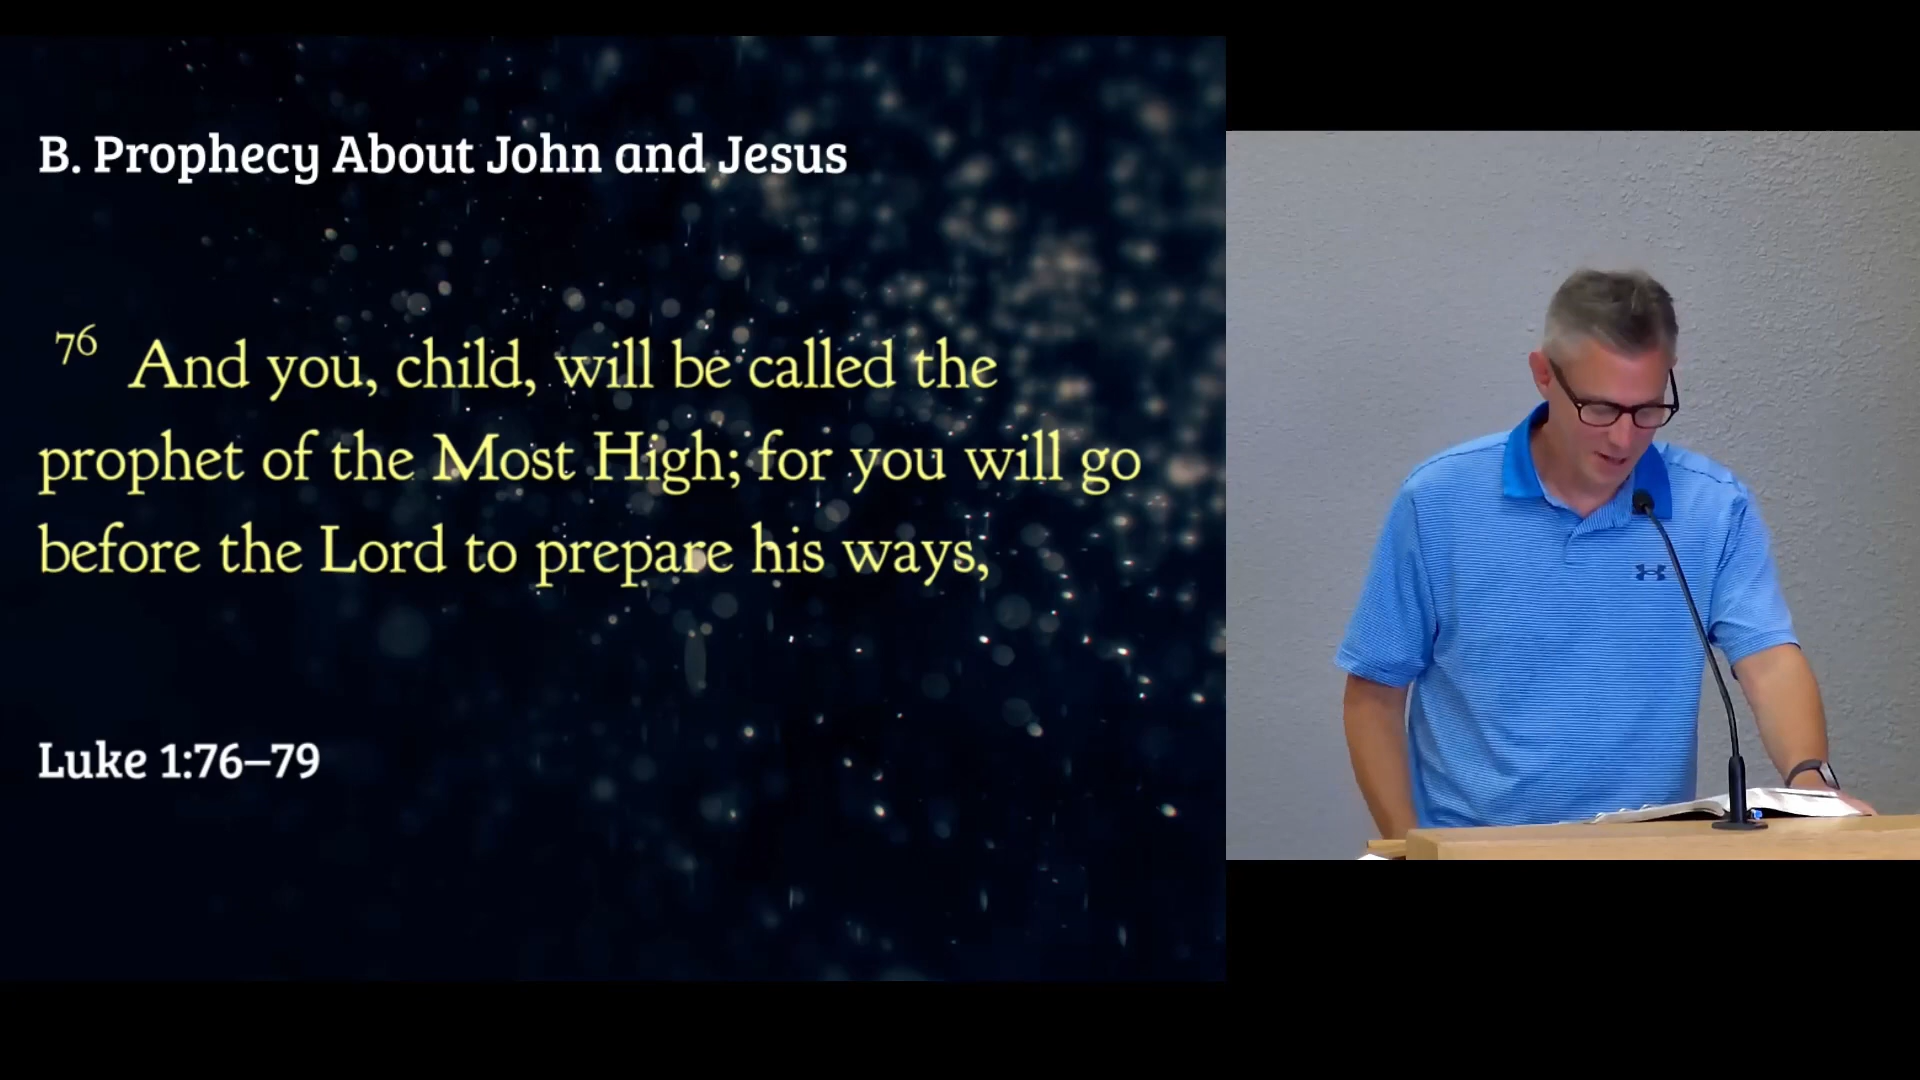 B. Prophecy About John and Jesus
76 And you, child, will be called the
prophet of the Most High; for you will go
before the Lord to prepare his ways,
Luke 1:76–79